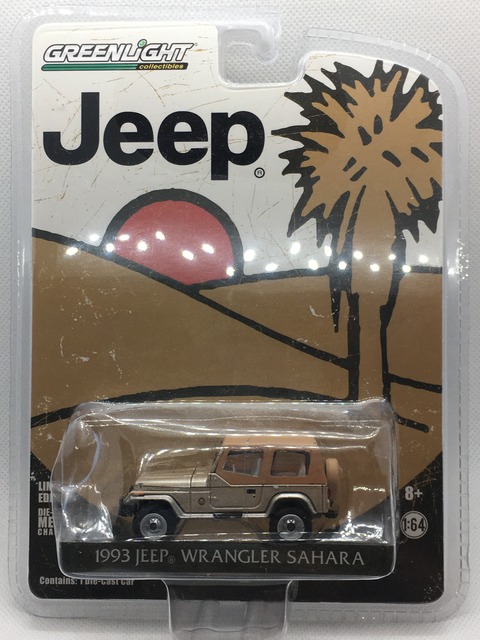 GREENLiGHT
collectibles
Jeep®
8+
1:64
1993 JEEP® WRANGLER SAHARA
Contains: 1 Die-Cast Car